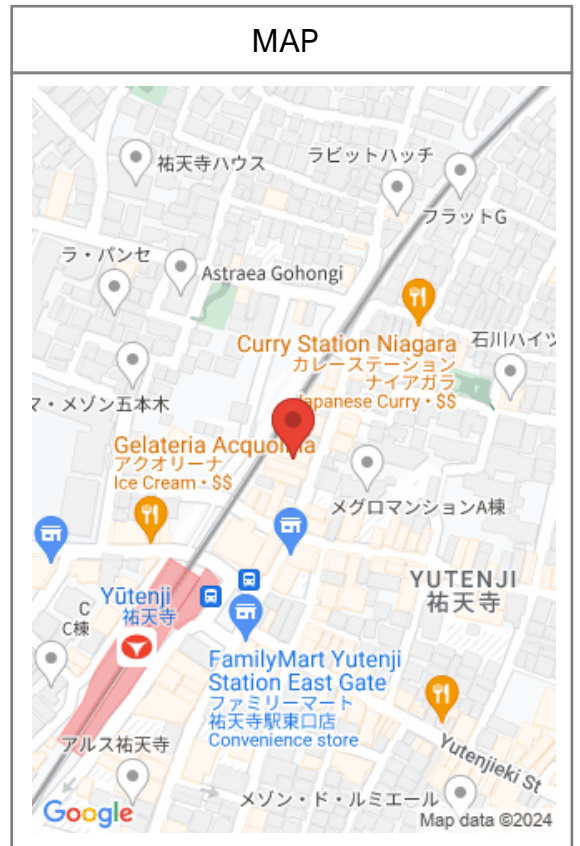 MAP
ラビットハッチ
祐天寺ハウス
フラットG
ラ・パンセ
Astraea Gohongi
Curry Station Niagara
カレーステーション
ナイアガラ
Japanese Curry • $$
石川ハイツ
マ・メゾン五本木
Gelateria Acquolina
アクオリーナ
Ice Cream • $$
メグロマンションA棟
YUTENJI
祐天寺
Yūtenji
祐天寺
C
C棟
FamilyMart Yutenji
Station East Gate
ファミリーマート
祐天寺駅東口店
Convenience store
アルス祐天寺
Yutenjieki St
メゾン・ド・ルミエール
Google
Map data ©2024